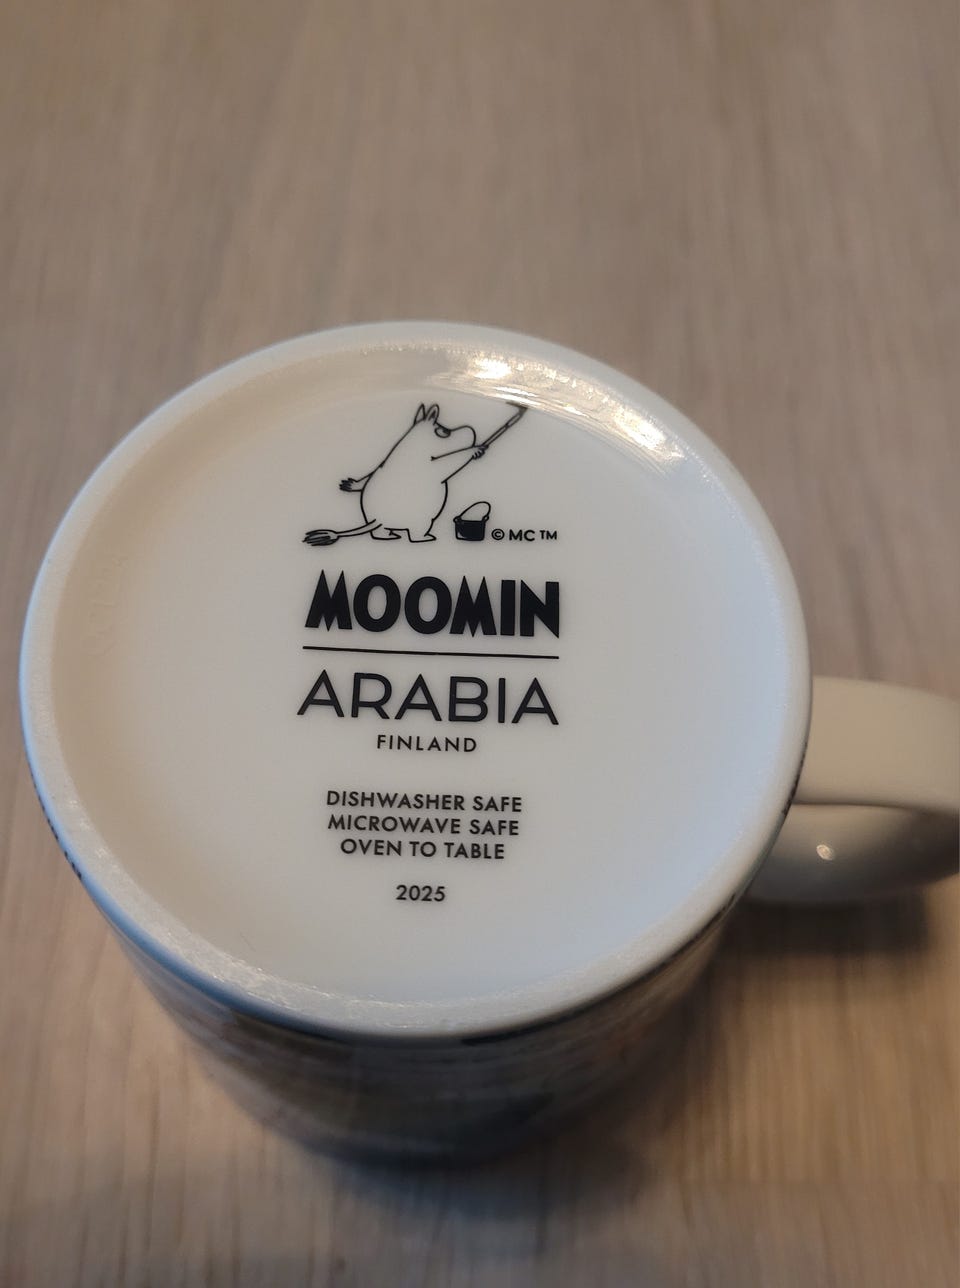 © MC ™
MOOMIN
ARABIA
FINLAND
DISHWASHER SAFE
MICROWAVE SAFE
OVEN TO TABLE
2025